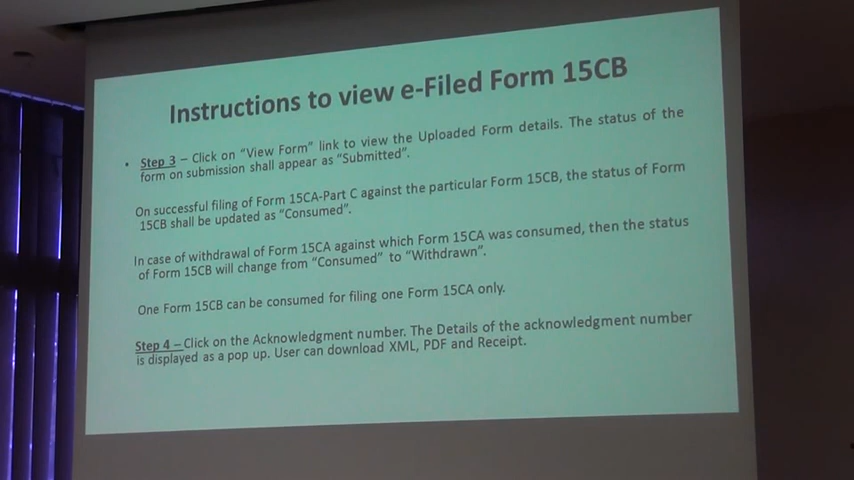 Instructions to view e-Filed Form 15CB
• Step 3 – Click on “View Form” link to view the Uploaded Form details. The status of the
form on submission shall appear as “Submitted”.
On successful filing of Form 15CA-Part C against the particular Form 15CB, the status of Form
15CB shall be updated as “Consumed”.
In case of withdrawal of Form 15CA against which Form 15CA was consumed, then the status
of Form 15CB will change from “Consumed” to “Withdrawn”.
One Form 15CB can be consumed for filing one Form 15CA only.
Step 4 – Click on the Acknowledgment number. The Details of the acknowledgment number
is displayed as a pop up. User can download XML, PDF and Receipt.